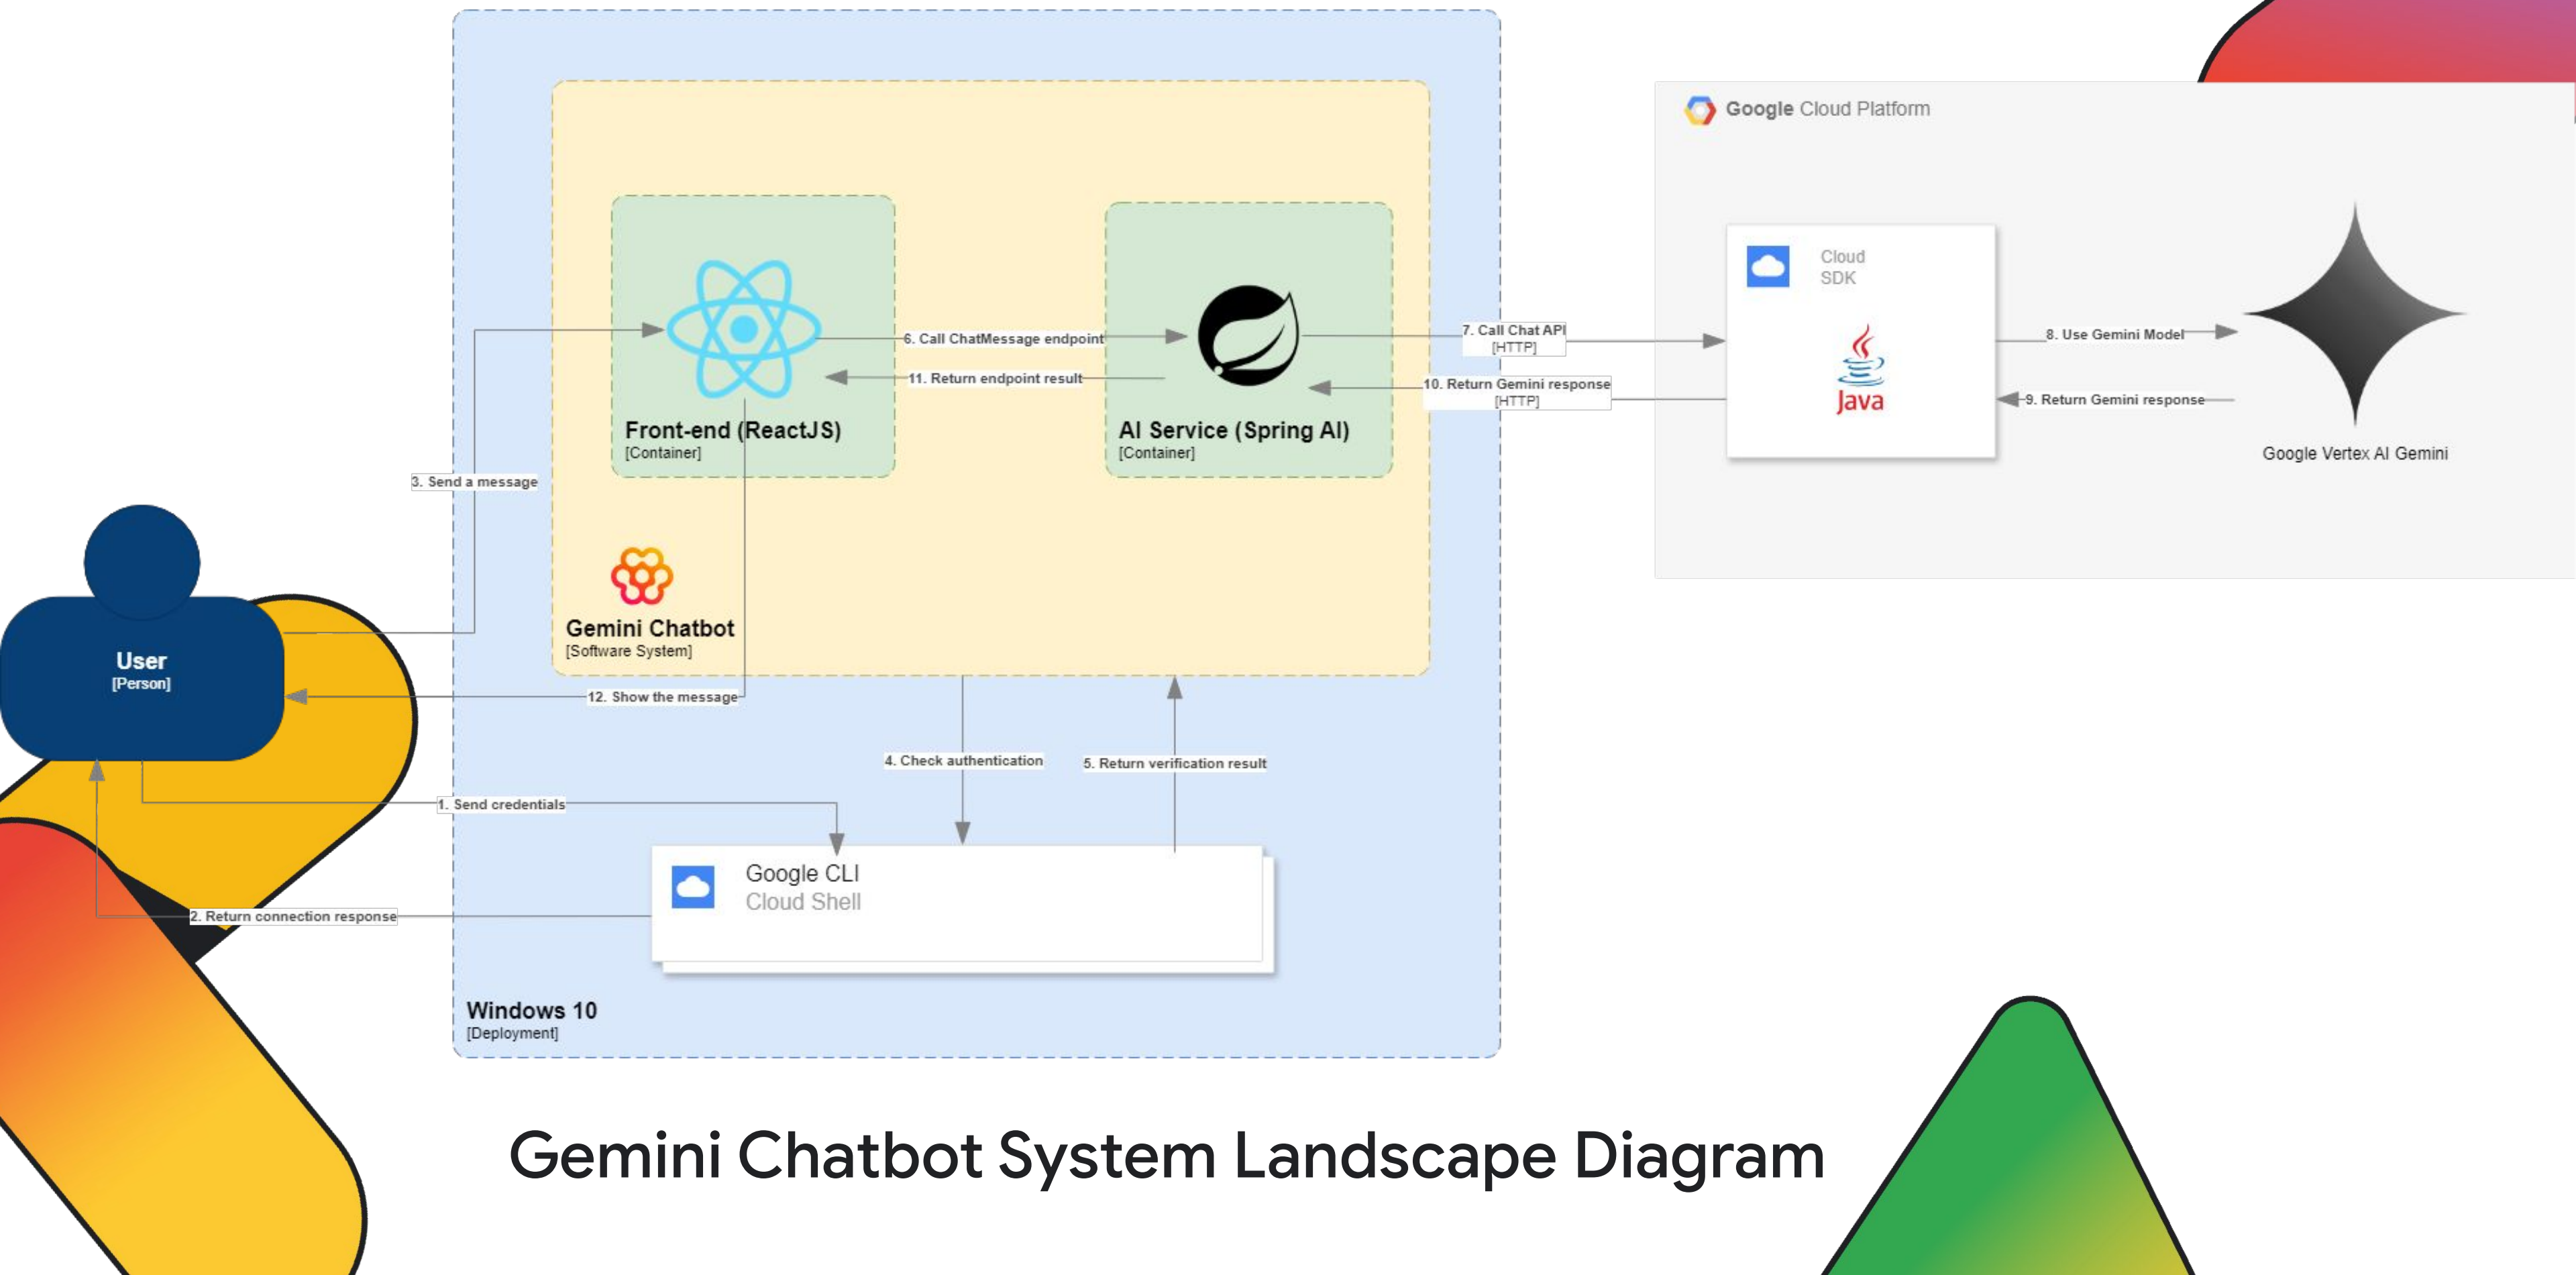 Google Cloud Platform
Cloud
SDK
Java
Google Vertex AI Gemini
8. Use Gemini Model
9. Return Gemini response
7. Call Chat API
[HTTP]
10. Return Gemini response
[HTTP]
6. Call ChatMessage endpoint
11. Return endpoint result
Front-end (ReactJS)
[Container]
AI Service (Spring AI)
[Container]
3. Send a message
Gemini Chatbot
[Software System]
User
[Person]
12. Show the message
4. Check authentication
5. Return verification result
1. Send credentials
Google CLI
Cloud Shell
2. Return connection response
Windows 10
[Deployment]
Gemini Chatbot System Landscape Diagram